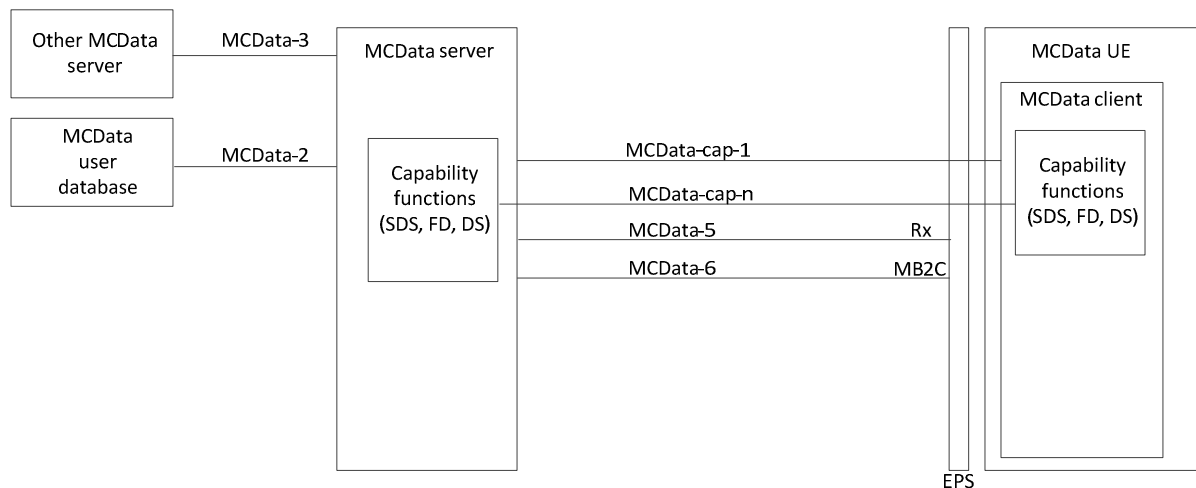 Other MCData
server
MCData-3
MCData
user
database
MCData-2
MCData server
Capability
functions
(SDS, FD, DS)
MCData-cap-1
MCData-cap-n
MCData-5
Rx
MCData-6
MB2C
EPS
MCData UE
MCData client
Capability
functions
(SDS, FD, DS)